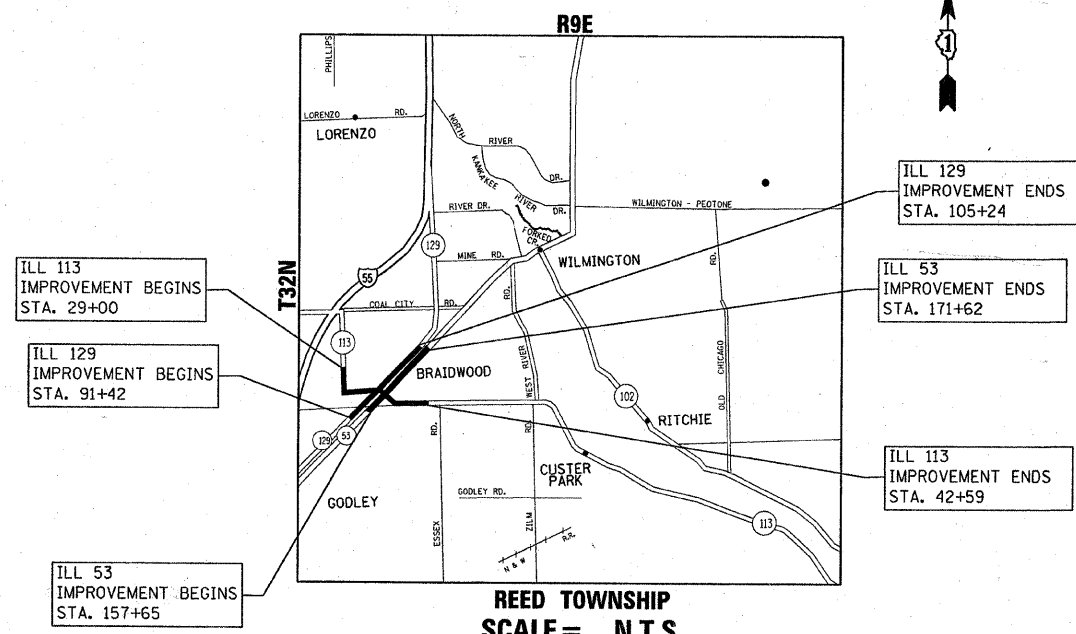 R9E
1
PHILLIPS
LORENZO RD.
LORENZO
NORTH
RIVER
DR.
KANKAKEE
RIVER
DR.
WILMINGTON - PEOTONE
RD.
RIVER DR.
FORKED
CR.
129
MINE RD.
WILMINGTON
T32N
55
COAL CITY RD.
RD.
WEST RIVER
RD.
OLD CHICAGO
113
BRAIDWOOD
102
RITCHIE
129
53
CUSTER
PARK
GODLEY
GODLEY RD.
RD.
ESSEX
ZILM
N & W R.R.
113
ILL 129
IMPROVEMENT ENDS
STA. 105+24
ILL 53
IMPROVEMENT ENDS
STA. 171+62
ILL 113
IMPROVEMENT BEGINS
STA. 29+00
ILL 129
IMPROVEMENT BEGINS
STA. 91+42
ILL 113
IMPROVEMENT ENDS
STA. 42+59
ILL 53
IMPROVEMENT BEGINS
STA. 157+65
REED TOWNSHIP
SCALE = N.T.S.